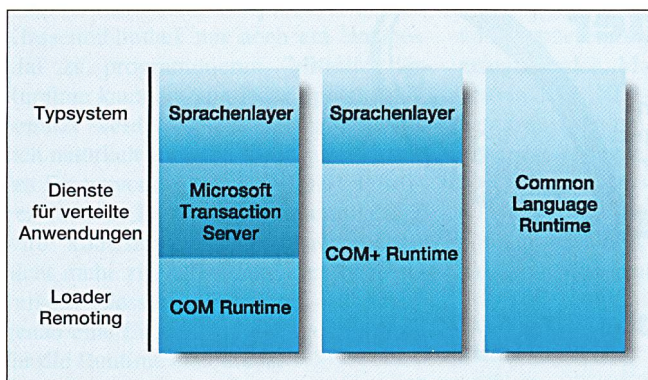 Typsystem
Sprachenlayer
Sprachenlayer
Dienste
für verteilte
Anwendungen
Microsoft
Transaction
Server
COM+ Runtime
Common
Language
Runtime
Loader
Remoting
COM Runtime